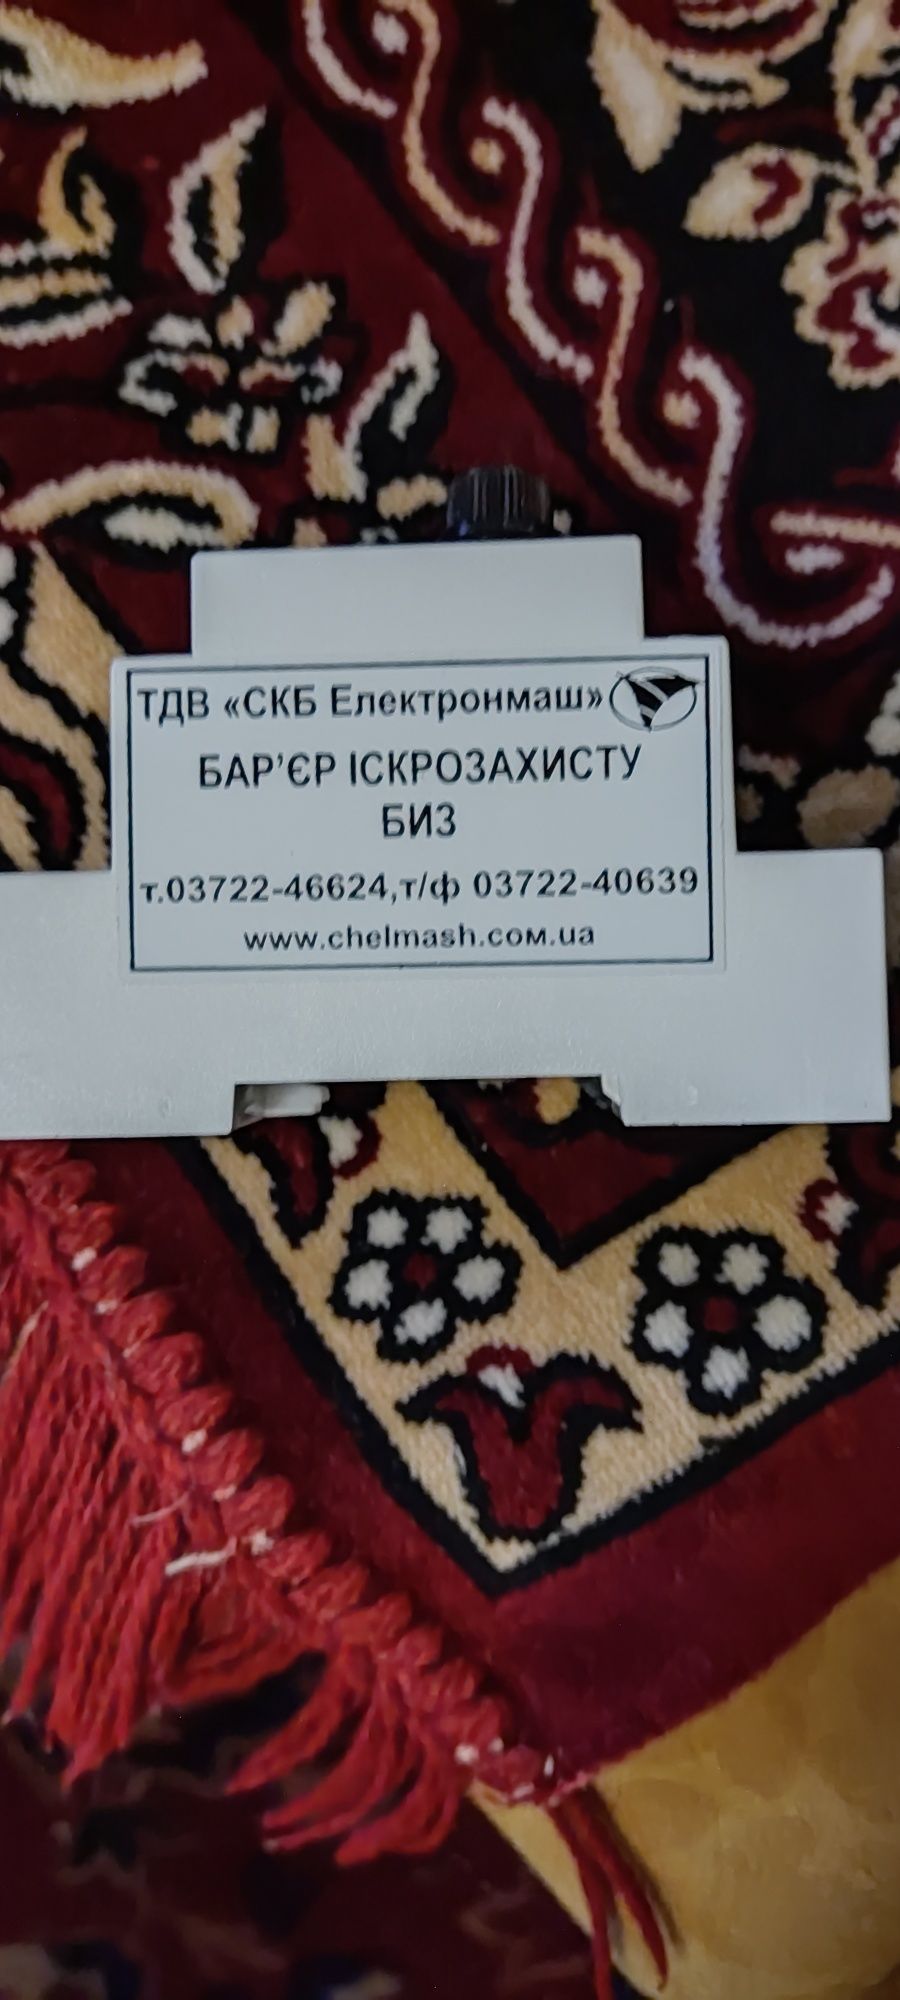 ТДВ «СКБ Електронмаш»
БАР’ЄР ІСКРОЗАХИСТУ
БИЗ
т.03722-46624,т/ф 03722-40639
www.chelmash.com.ua